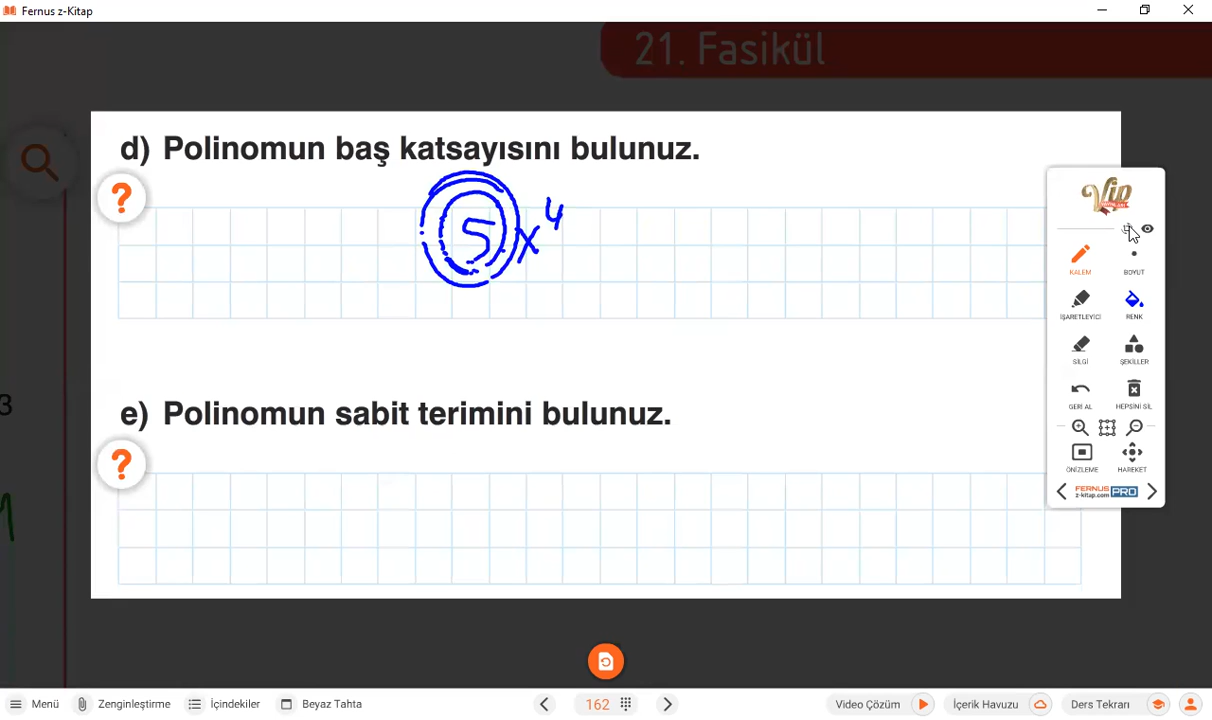 Fernus z-Kitap
21. Fasikül
d) Polinomun baş katsayısını bulunuz.
?
5x⁴
3
e) Polinomun sabit terimini bulunuz.
?
Vip
KALEM
BOYUT
İŞARETLEYİCİ
RENK
SİLGİ
ŞEKİLLER
GERİ AL
HEPSİNİ SİL
ÖNİZLEME
HAREKET
FERNUS PRO
z-kitap.com
Menü
Zenginleştirme
İçindekiler
Beyaz Tahta
162
Video Çözüm
İçerik Havuzu
Ders Tekrarı